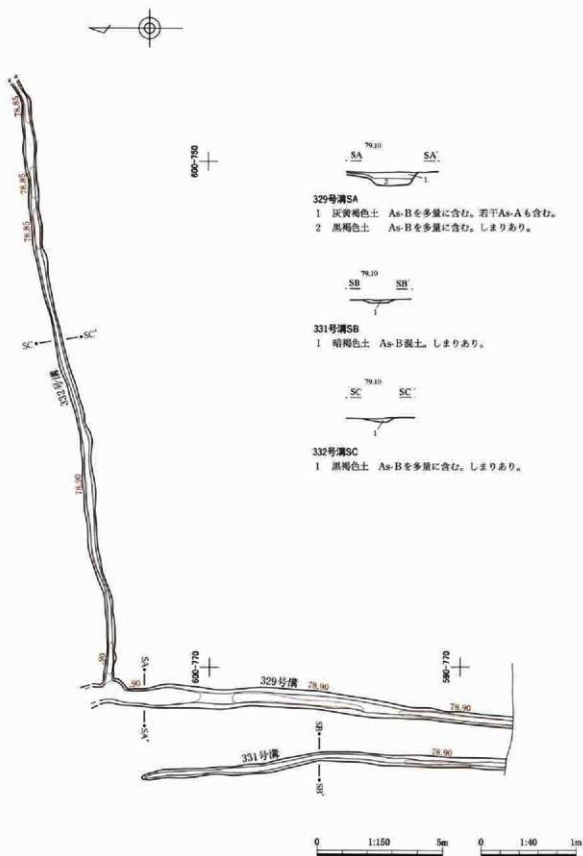 78.85
78.85
78.85
600-750
79.10
SA SA'
1
2
329号溝SA
1 灰黄褐色土 As-Bを多量に含む。若干As-Aも含む。
2 黒褐色土 As-Bを多量に含む。しまりあり。
79.10
SB SB'
1
331号溝SB
1 暗褐色土 As-B混土。しまりあり。
79.10
SC SC'
1
332号溝SC
1 黒褐色土 As-Bを多量に含む。しまりあり。
SC SC'
332号溝
78.90
.90
SA
.90
600-770
590-770
329号溝
78.90
78.90
SA'
SB
331号溝
78.90
SB'
0 1:150 5m 0 1:40 1m